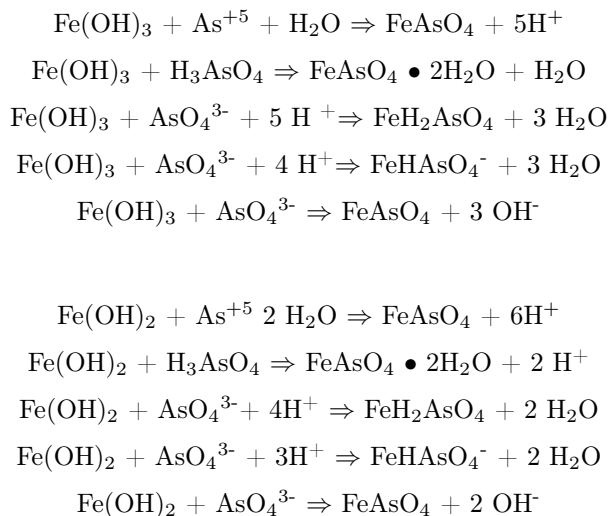 Fe(OH)₃ + As⁺⁵ + H₂O ⇒ FeAsO₄ + 5H⁺
Fe(OH)₃ + H₃AsO₄ ⇒ FeAsO₄ • 2H₂O + H₂O
Fe(OH)₃ + AsO₄³⁻ + 5 H ⁺⇒ FeH₂AsO₄ + 3 H₂O
Fe(OH)₃ + AsO₄³⁻ + 4 H⁺⇒ FeHAsO₄⁻ + 3 H₂O
Fe(OH)₃ + AsO₄³⁻ ⇒ FeAsO₄ + 3 OH⁻
Fe(OH)₂ + As⁺⁵ 2 H₂O ⇒ FeAsO₄ + 6H⁺
Fe(OH)₂ + H₃AsO₄ ⇒ FeAsO₄ • 2H₂O + 2 H⁺
Fe(OH)₂ + AsO₄³⁻+ 4H⁺ ⇒ FeH₂AsO₄ + 2 H₂O
Fe(OH)₂ + AsO₄³⁻ + 3H⁺ ⇒ FeHAsO₄⁻ + 2 H₂O
Fe(OH)₂ + AsO₄³⁻ ⇒ FeAsO₄ + 2 OH⁻